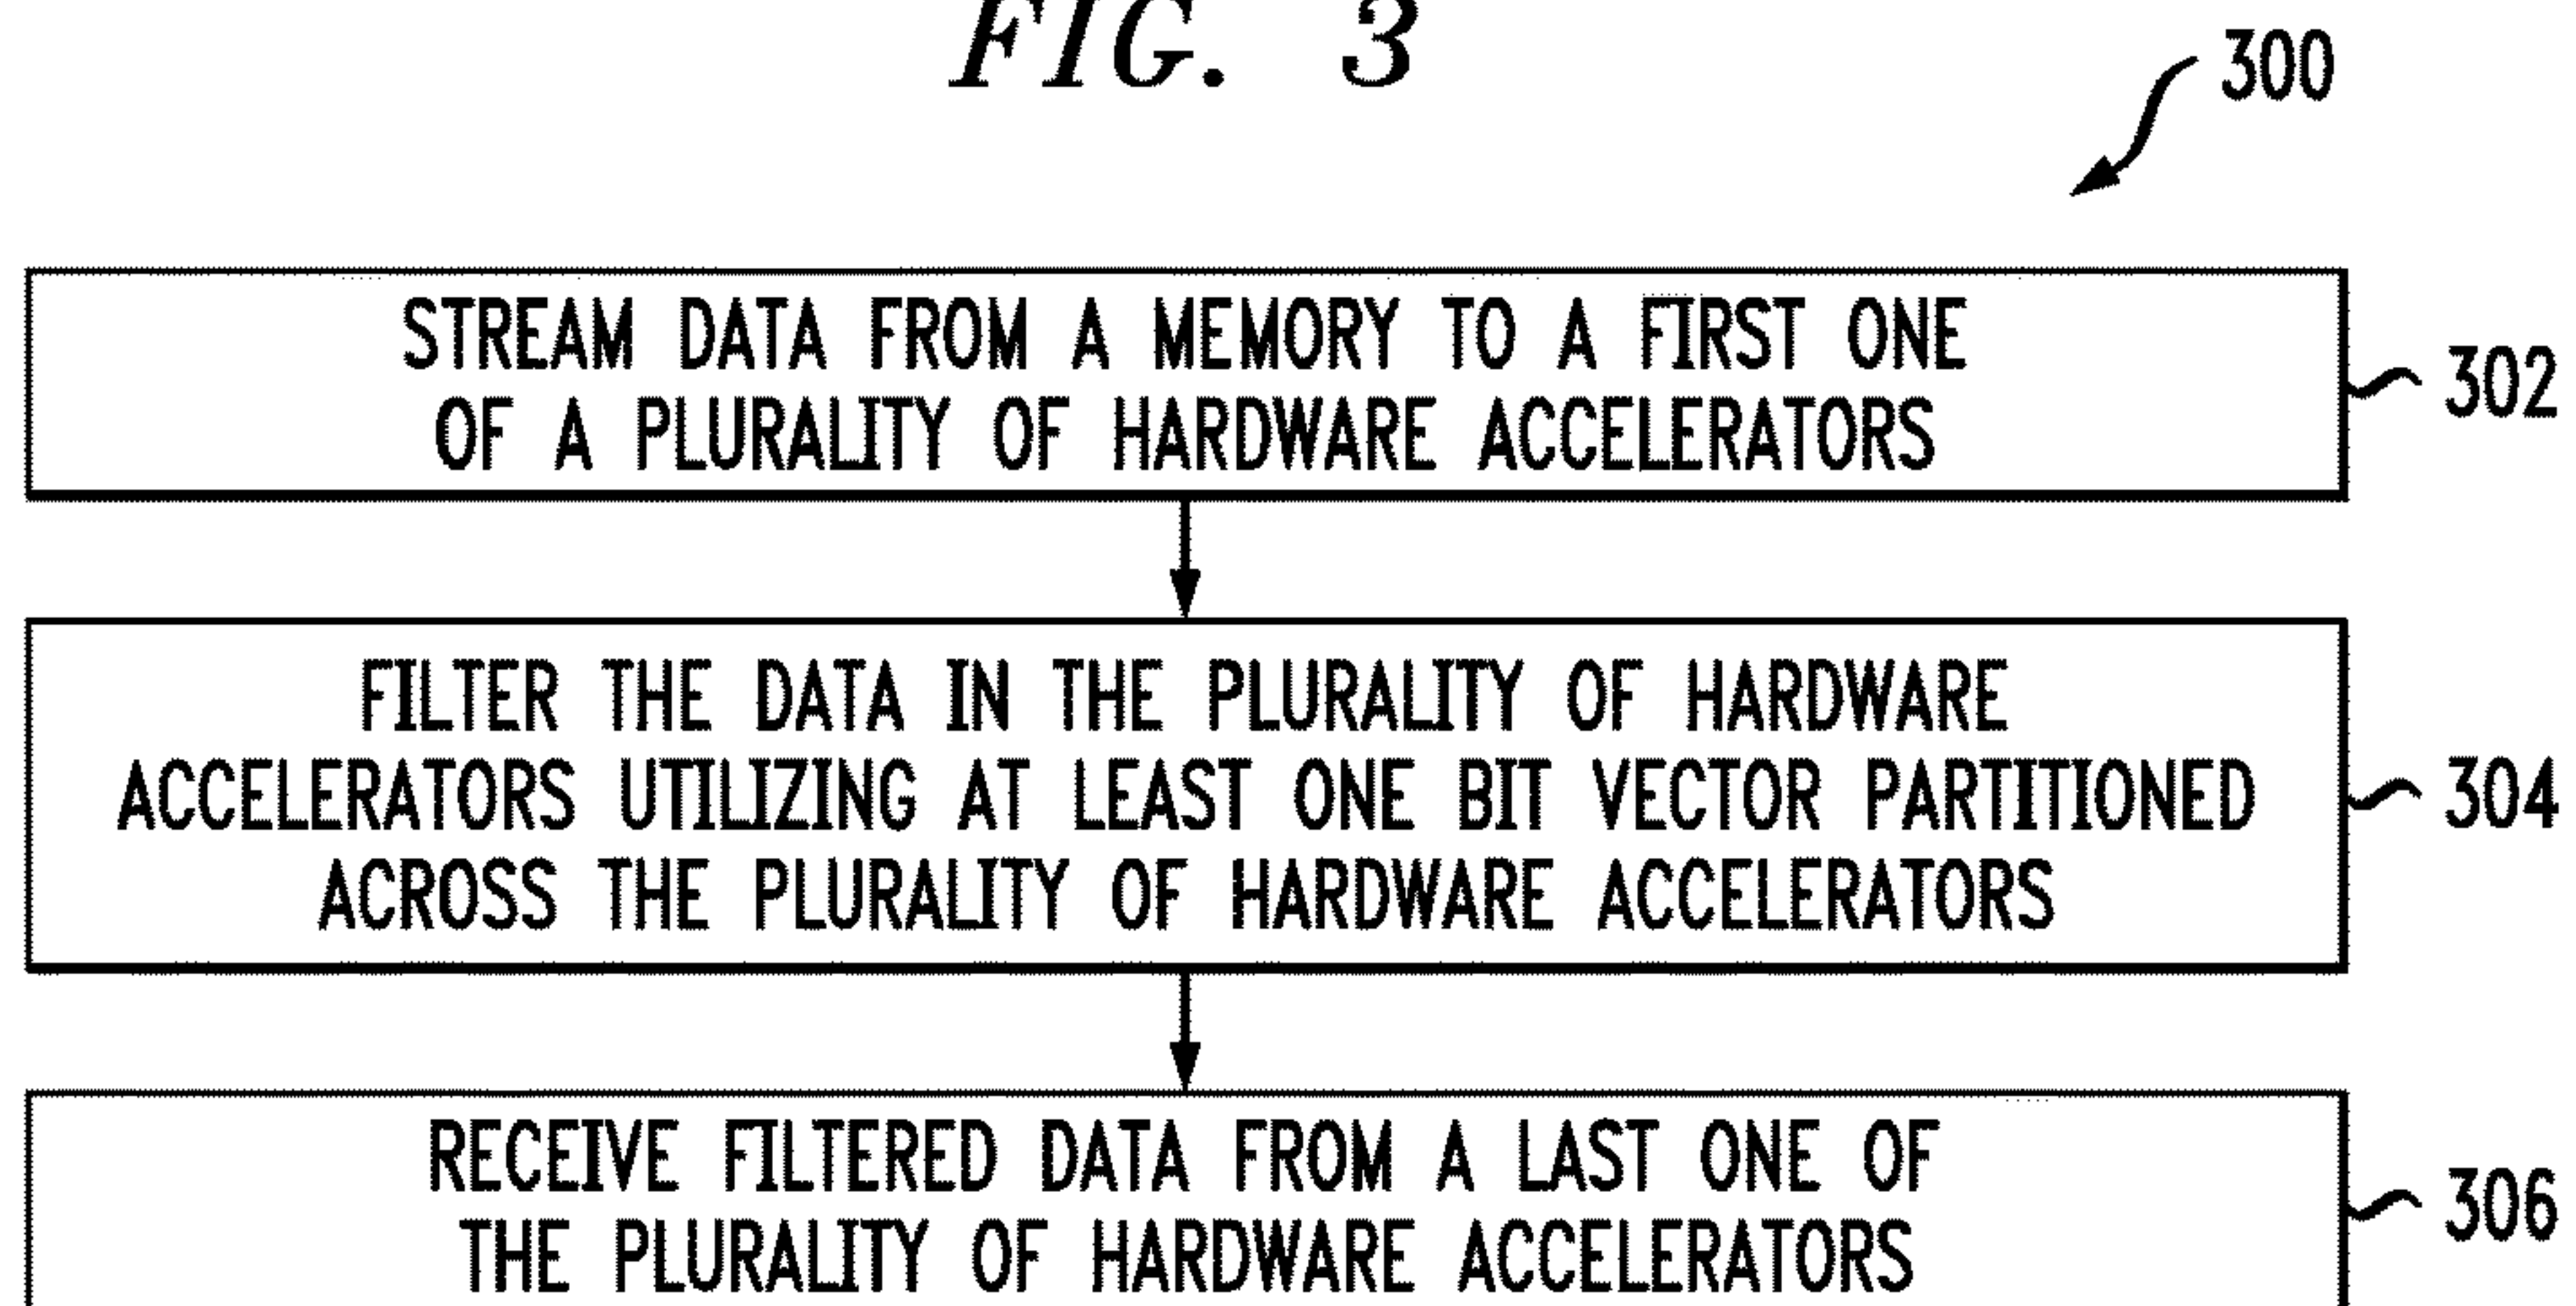 FIG. 3
300
STREAM DATA FROM A MEMORY TO A FIRST ONE
OF A PLURALITY OF HARDWARE ACCELERATORS
302
FILTER THE DATA IN THE PLURALITY OF HARDWARE
ACCELERATORS UTILIZING AT LEAST ONE BIT VECTOR PARTITIONED
ACROSS THE PLURALITY OF HARDWARE ACCELERATORS
304
RECEIVE FILTERED DATA FROM A LAST ONE OF
THE PLURALITY OF HARDWARE ACCELERATORS
306